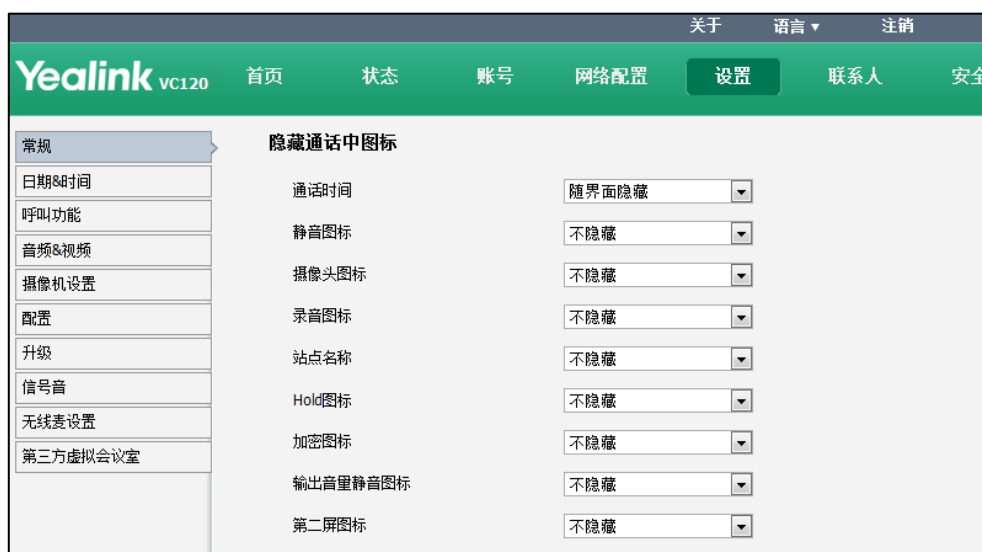 关于 语言 ▾ 注销
Yealink VC120 首页 状态 账号 网络配置 设置 联系人 安全
常规
日期&时间
呼叫功能
音频&视频
摄像机设置
配置
升级
信号音
无线麦设置
第三方虚拟会议室
隐藏通话中图标
通话时间 随界面隐藏
静音图标 不隐藏
摄像头图标 不隐藏
录音图标 不隐藏
站点名称 不隐藏
Hold图标 不隐藏
加密图标 不隐藏
输出音量静音图标 不隐藏
第二屏图标 不隐藏